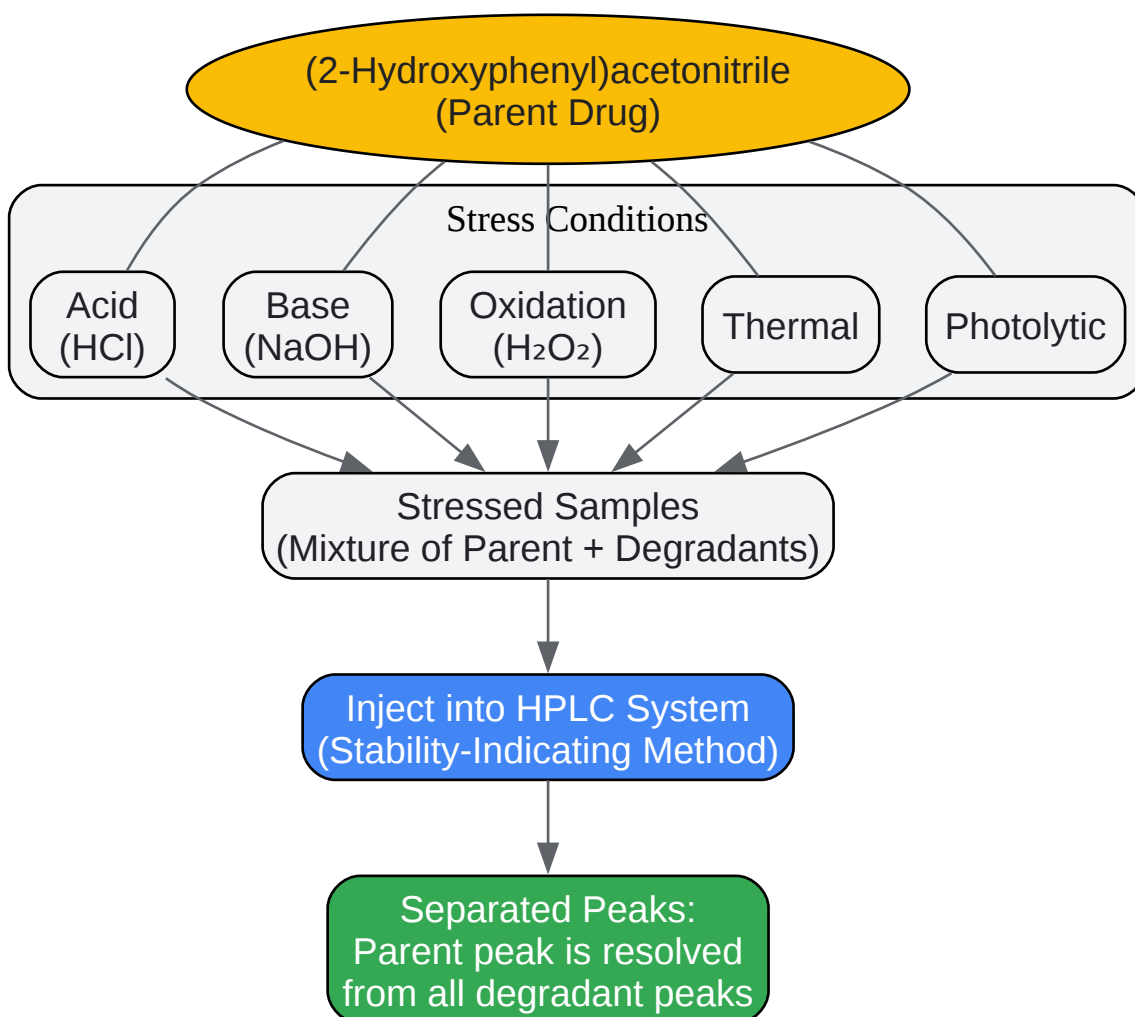 (2-Hydroxyphenyl)acetonitrile
(Parent Drug)
Stress Conditions
Acid
(HCl)
Base
(NaOH)
Oxidation
(H₂O₂)
Thermal
Photolytic
Stressed Samples
(Mixture of Parent + Degradants)
Inject into HPLC System
(Stability-Indicating Method)
Separated Peaks:
Parent peak is resolved
from all degradant peaks